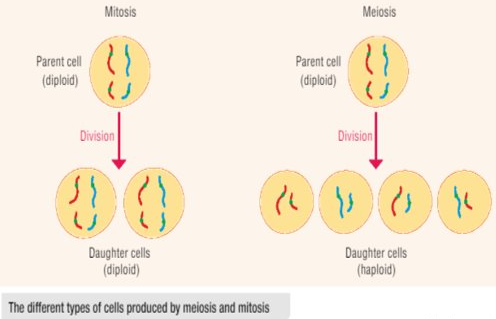 Mitosis
Parent cell
(diploid)
Division
Daughter cells
(diploid)
Meiosis
Parent cell
(diploid)
Division
Daughter cells
(haploid)
The different types of cells produced by meiosis and mitosis